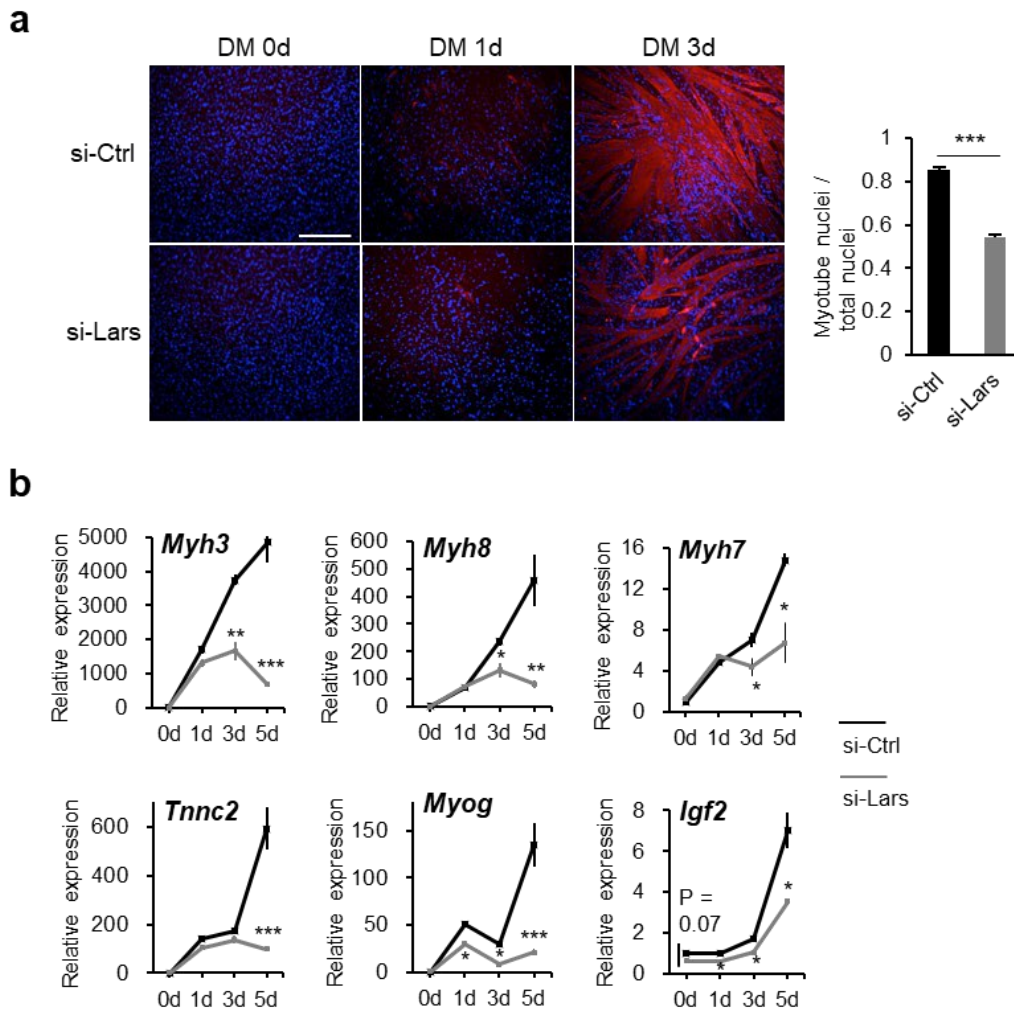 a
DM 0d
DM 1d
DM 3d
si-Ctrl
si-Lars
Myotube nuclei /
total nuclei
1
0.8
0.6
0.4
0.2
0
***
si-Ctrl
si-Lars
b
Relative expression
5000
4000
3000
2000
1000
0
Myh3
**
***
0d 1d 3d 5d
Relative expression
600
500
400
300
200
100
0
Myh8
*
**
0d 1d 3d 5d
Relative expression
16
12
8
4
0
Myh7
*
*
0d 1d 3d 5d
si-Ctrl
si-Lars
Relative expression
600
400
200
0
Tnnc2
***
0d 1d 3d 5d
Relative expression
150
100
50
0
Myog
*
*
***
0d 1d 3d 5d
Relative expression
8
6
4
2
0
Igf2
P =
0.07
*
*
*
0d 1d 3d 5d